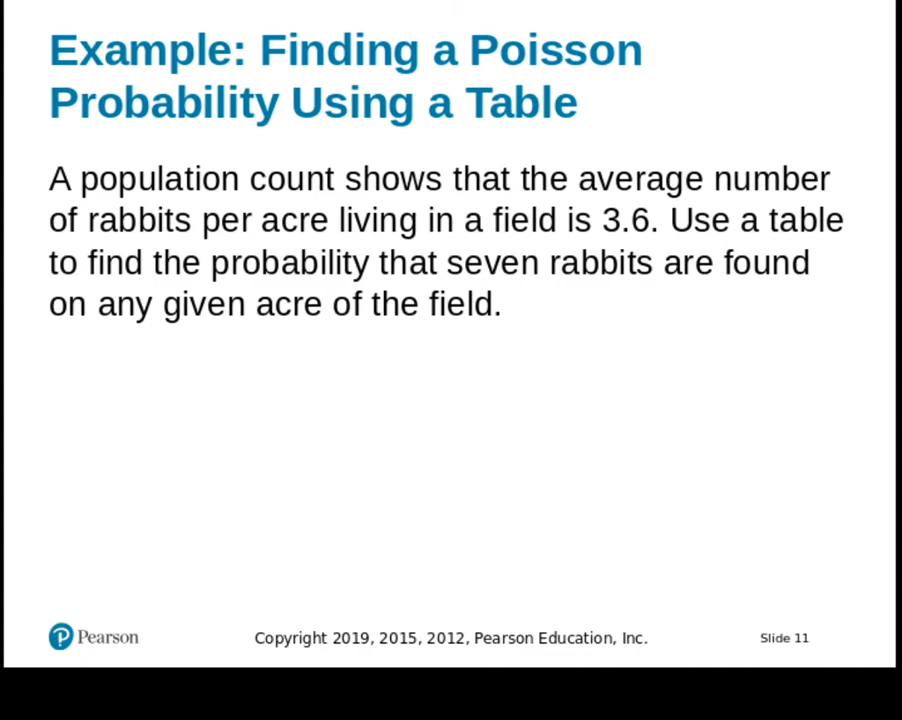 Example: Finding a Poisson
Probability Using a Table
A population count shows that the average number
of rabbits per acre living in a field is 3.6. Use a table
to find the probability that seven rabbits are found
on any given acre of the field.
Pearson
Copyright 2019, 2015, 2012, Pearson Education, Inc.
Slide 11